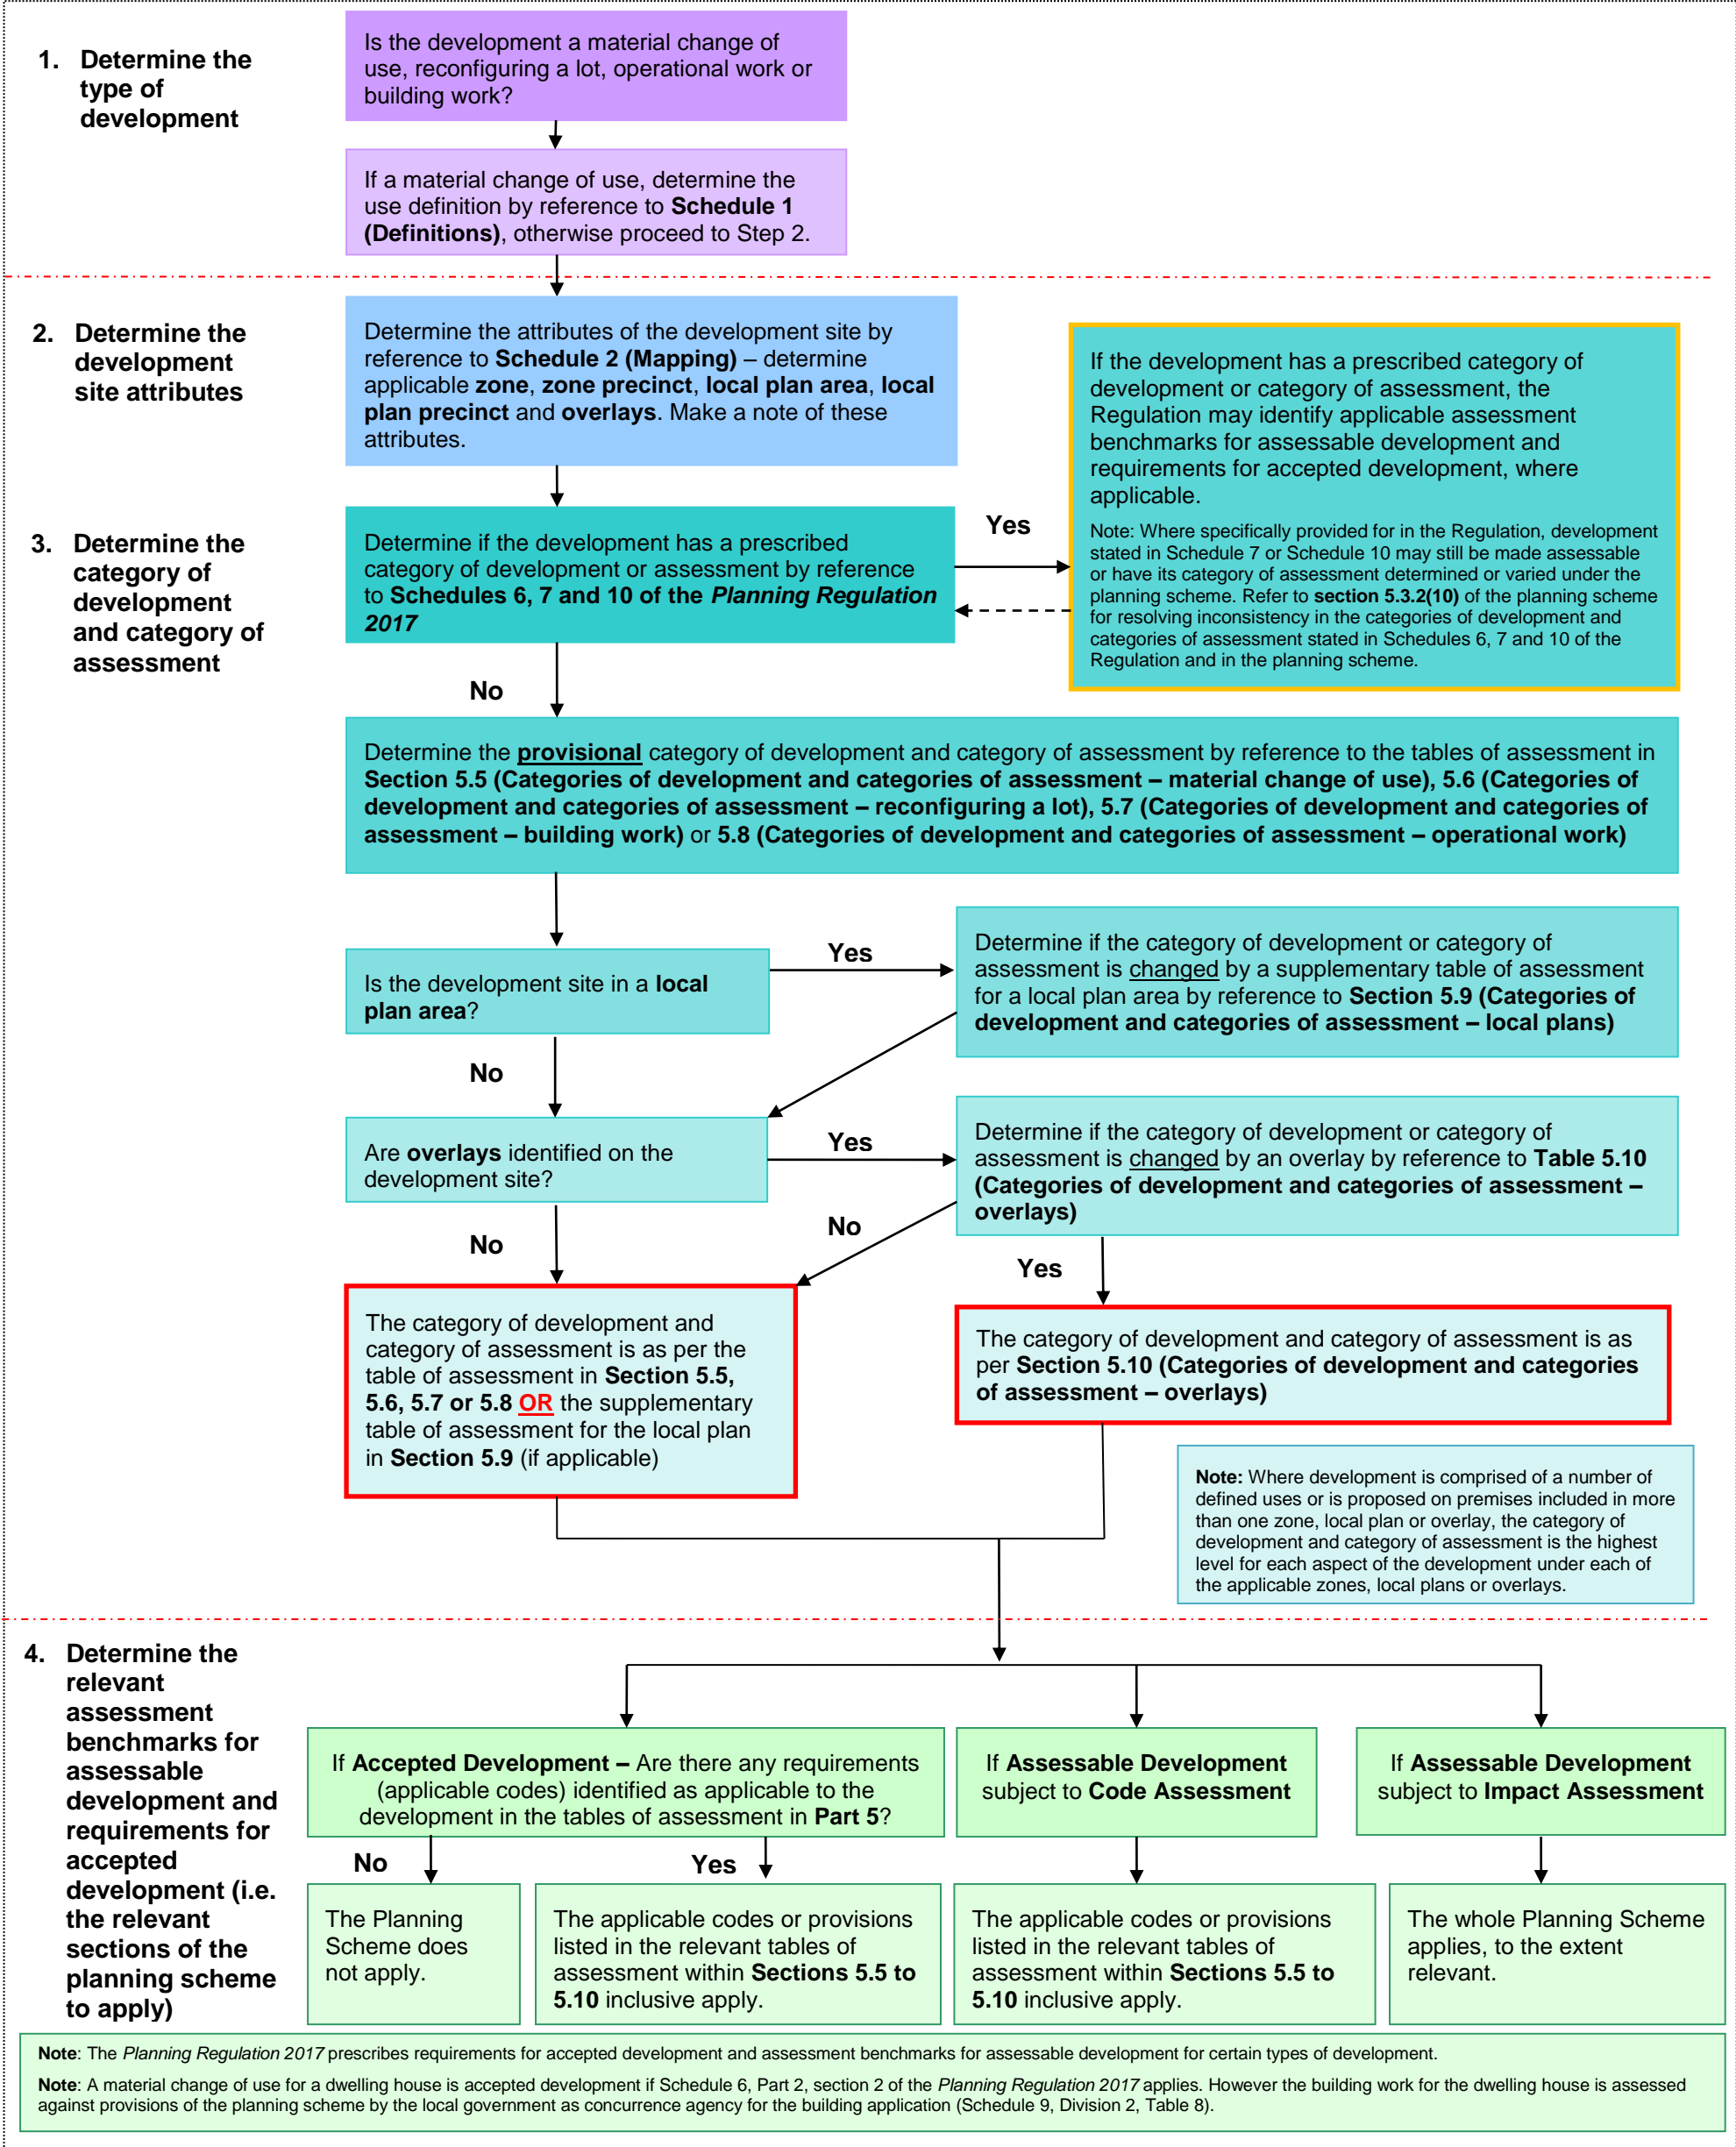 1. Determine the
type of
development
Is the development a material change of
use, reconfiguring a lot, operational work or
building work?
If a material change of use, determine the
use definition by reference to Schedule 1
(Definitions), otherwise proceed to Step 2.
2. Determine the
development
site attributes
Determine the attributes of the development site by
reference to Schedule 2 (Mapping) – determine
applicable zone, zone precinct, local plan area, local
plan precinct and overlays. Make a note of these
attributes.
If the development has a prescribed category of
development or category of assessment, the
Regulation may identify applicable assessment
benchmarks for assessable development and
requirements for accepted development, where
applicable.
Note: Where specifically provided for in the Regulation, development
stated in Schedule 7 or Schedule 10 may still be made assessable
or have its category of assessment determined or varied under the
planning scheme. Refer to section 5.3.2(10) of the planning scheme
for resolving inconsistency in the categories of development and
categories of assessment stated in Schedules 6, 7 and 10 of the
Regulation and in the planning scheme.
3. Determine the
category of
development
and category of
assessment
Determine if the development has a prescribed
category of development or assessment by reference
to Schedules 6, 7 and 10 of the Planning Regulation
2017
Yes
No
Determine the provisional category of development and category of assessment by reference to the tables of assessment in
Section 5.5 (Categories of development and categories of assessment – material change of use), 5.6 (Categories of
development and categories of assessment – reconfiguring a lot), 5.7 (Categories of development and categories of
assessment – building work) or 5.8 (Categories of development and categories of assessment – operational work)
Is the development site in a local
plan area?
Yes
Determine if the category of development or category of
assessment is changed by a supplementary table of assessment
for a local plan area by reference to Section 5.9 (Categories of
development and categories of assessment – local plans)
No
Are overlays identified on the
development site?
Yes
Determine if the category of development or category of
assessment is changed by an overlay by reference to Table 5.10
(Categories of development and categories of assessment –
overlays)
No
No
Yes
The category of development and
category of assessment is as per the
table of assessment in Section 5.5,
5.6, 5.7 or 5.8 OR the supplementary
table of assessment for the local plan
in Section 5.9 (if applicable)
The category of development and category of assessment is as
per Section 5.10 (Categories of development and categories
of assessment – overlays)
Note: Where development is comprised of a number of
defined uses or is proposed on premises included in more
than one zone, local plan or overlay, the category of
development and category of assessment is the highest
level for each aspect of the development under each of
the applicable zones, local plans or overlays.
4. Determine the
relevant
assessment
benchmarks for
assessable
development and
requirements for
accepted
development (i.e.
the relevant
sections of the
planning scheme
to apply)
If Accepted Development – Are there any requirements
(applicable codes) identified as applicable to the
development in the tables of assessment in Part 5?
If Assessable Development
subject to Code Assessment
If Assessable Development
subject to Impact Assessment
No
Yes
The Planning
Scheme does
not apply.
The applicable codes or provisions
listed in the relevant tables of
assessment within Sections 5.5 to
5.10 inclusive apply.
The applicable codes or provisions
listed in the relevant tables of
assessment within Sections 5.5 to
5.10 inclusive apply.
The whole Planning Scheme
applies, to the extent
relevant.
Note: The Planning Regulation 2017 prescribes requirements for accepted development and assessment benchmarks for assessable development for certain types of development.
Note: A material change of use for a dwelling house is accepted development if Schedule 6, Part 2, section 2 of the Planning Regulation 2017 applies. However the building work for the dwelling house is assessed
against provisions of the planning scheme by the local government as concurrence agency for the building application (Schedule 9, Division 2, Table 8).